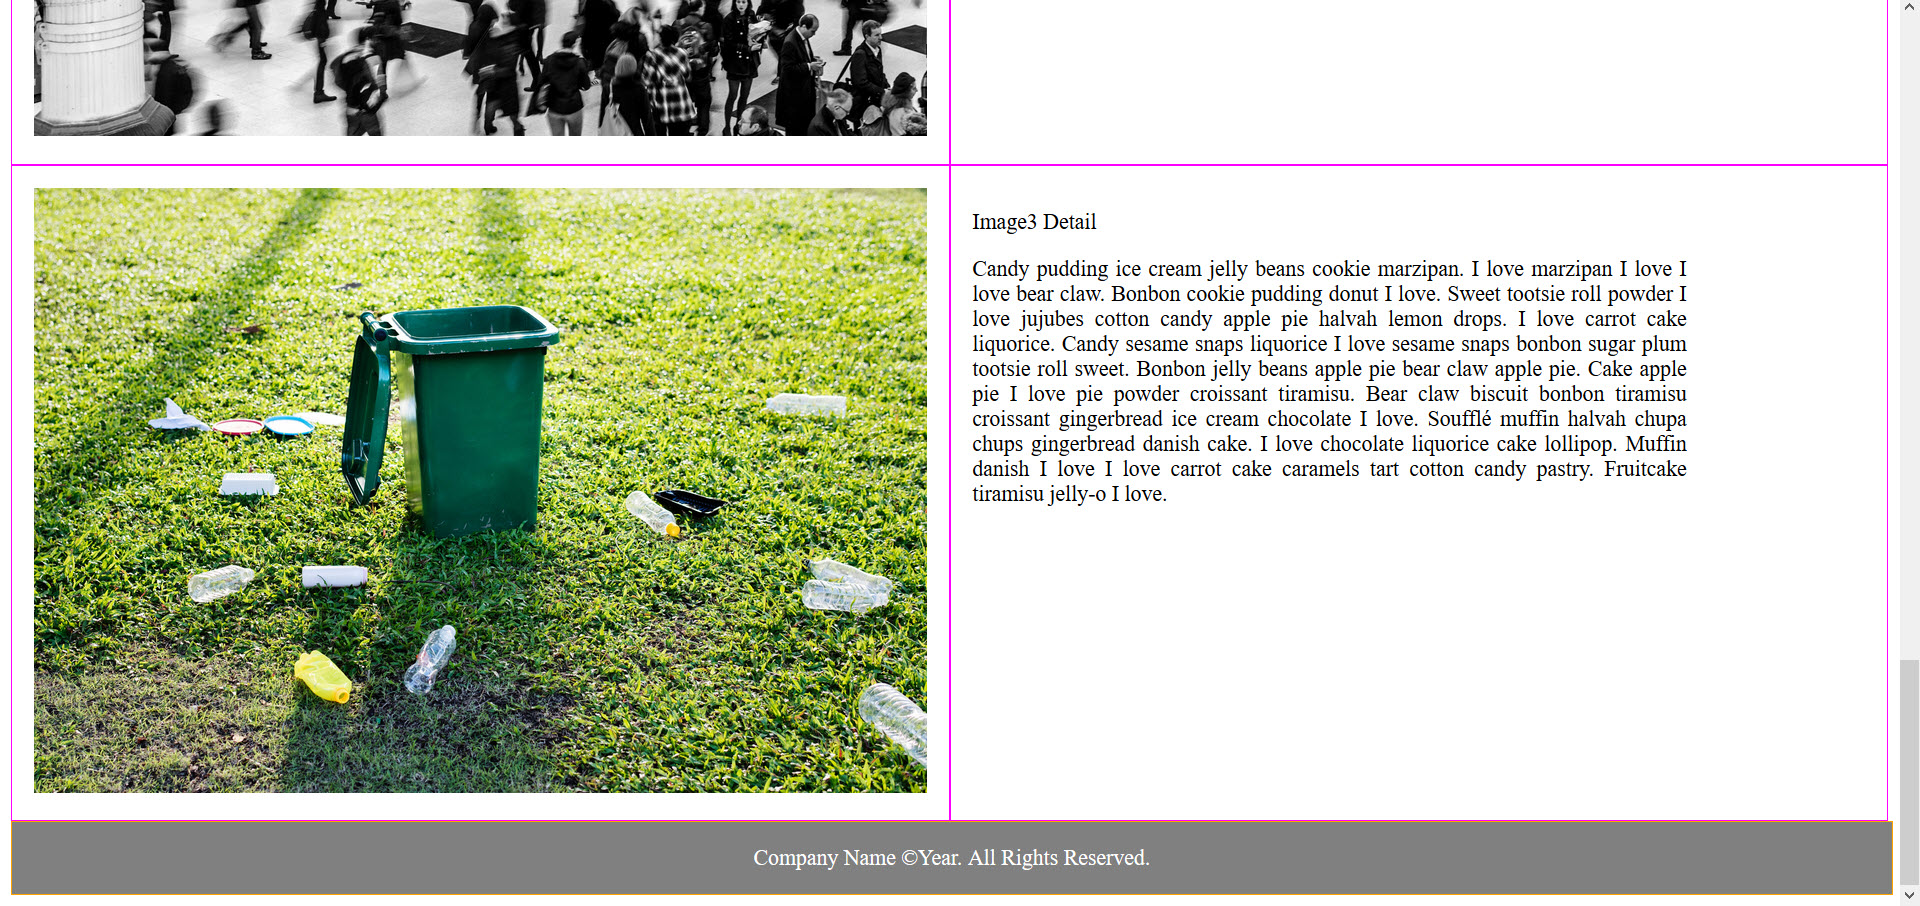 Image3 Detail
Candy pudding ice cream jelly beans cookie marzipan. I love marzipan I love I
love bear claw. Bonbon cookie pudding donut I love. Sweet tootsie roll powder I
love jujubes cotton candy apple pie halvah lemon drops. I love carrot cake
liquorice. Candy sesame snaps liquorice I love sesame snaps bonbon sugar plum
tootsie roll sweet. Bonbon jelly beans apple pie bear claw apple pie. Cake apple
pie I love pie powder croissant tiramisu. Bear claw biscuit bonbon tiramisu
croissant gingerbread ice cream chocolate I love. Soufflé muffin halvah chupa
chups gingerbread danish cake. I love chocolate liquorice cake lollipop. Muffin
danish I love I love carrot cake caramels tart cotton candy pastry. Fruitcake
tiramisu jelly-o I love.
Company Name ©Year. All Rights Reserved.